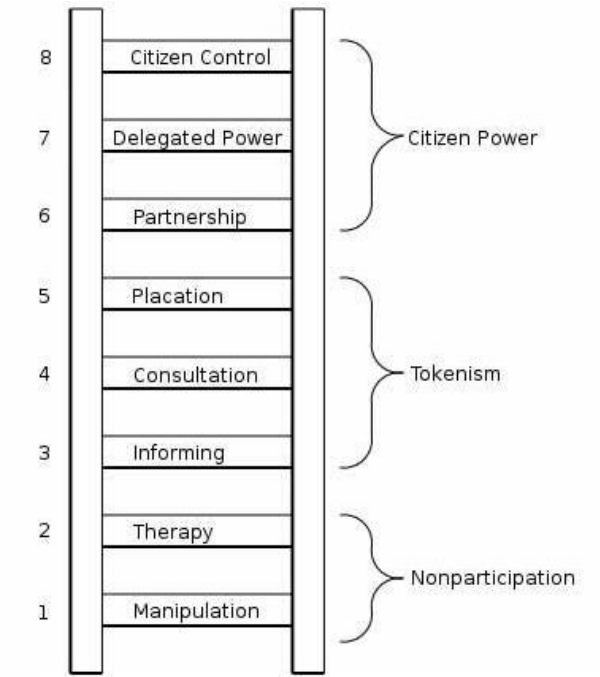 8 Citizen Control
7 Delegated Power
Citizen Power
6 Partnership
5 Placation
4 Consultation
Tokenism
3 Informing
2 Therapy
Nonparticipation
1 Manipulation